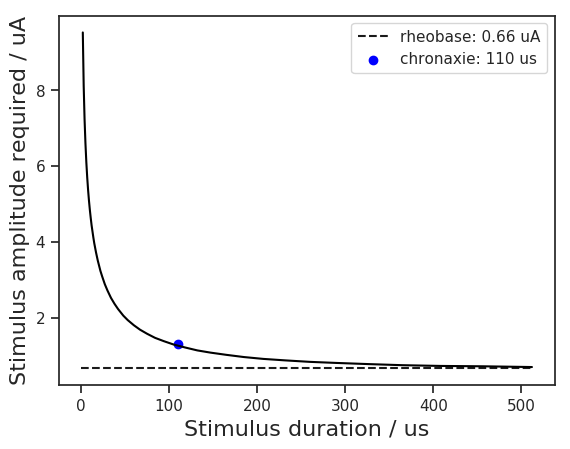 Stimulus amplitude required / uA
8
6
4
2
rheobase: 0.66 uA
chronaxie: 110 us
0 100 200 300 400 500
Stimulus duration / us